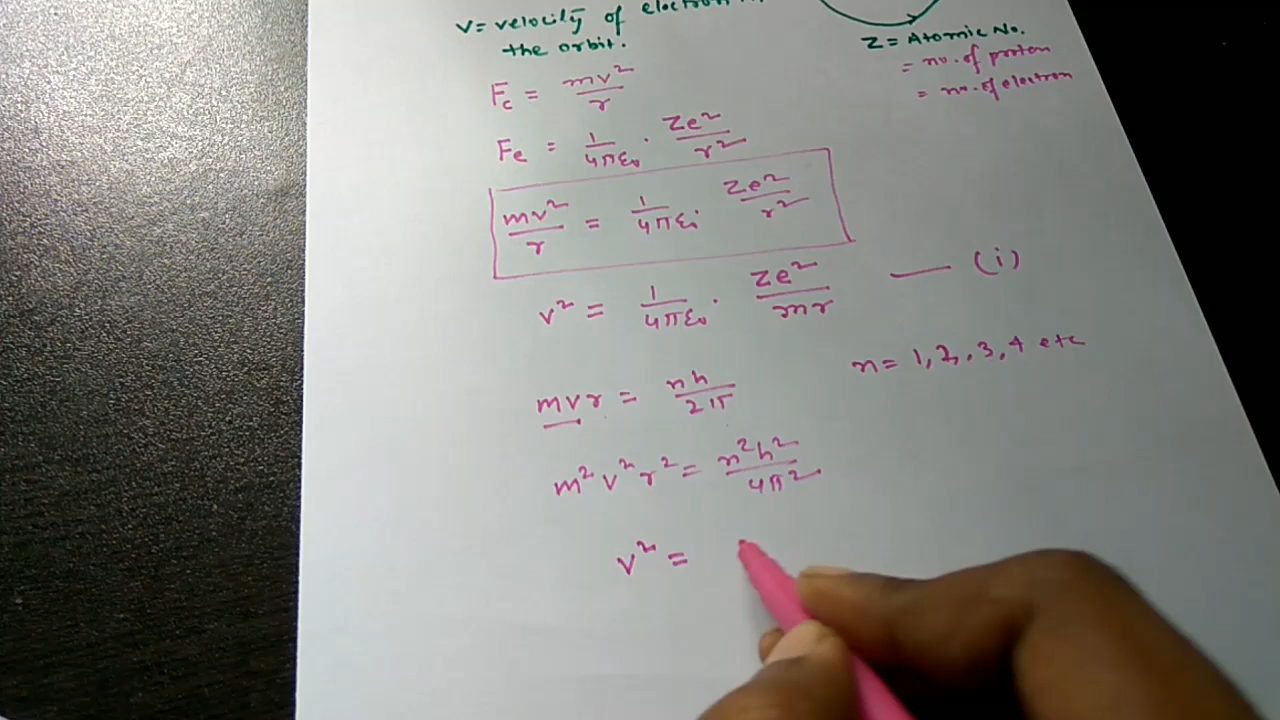 v = velocity of electron
the orbit.
Z = Atomic No.
= no. of proton
= no. of electron
Fc = mv²/r
Fe = 1/4πε₀ · Ze²/r²
mv²/r = 1/4πε₀ · Ze²/r²
v² = 1/4πε₀ · Ze²/mr — (i)
n = 1, 2, 3, 4 etc
mvr = nh/2π
m²v²r² = n²h²/4π²
v² =